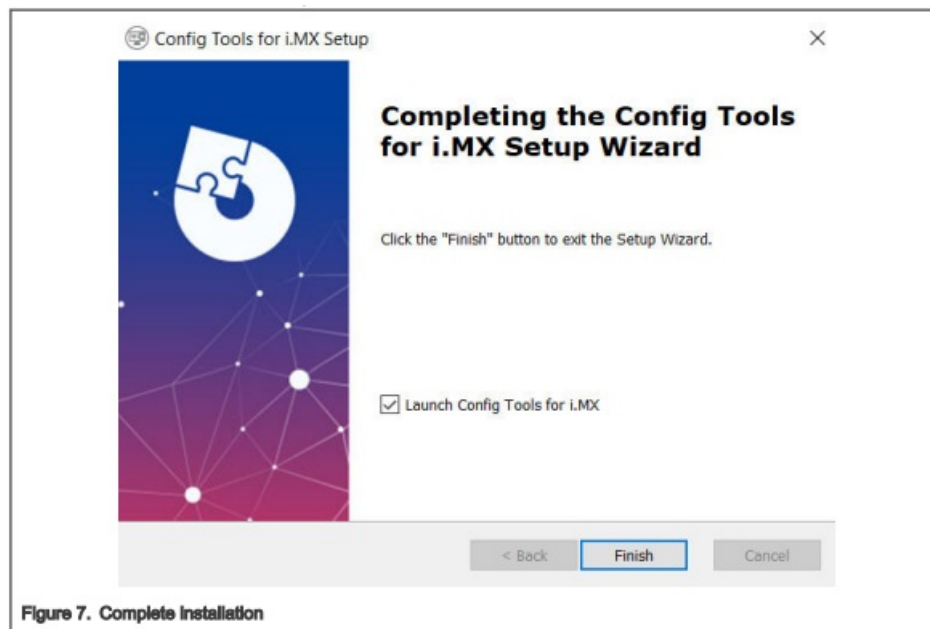 Config Tools for i.MX Setup
Completing the Config Tools
for i.MX Setup Wizard
Click the "Finish" button to exit the Setup Wizard.
Launch Config Tools for i.MX
< Back Finish Cancel
Figure 7. Complete Installation